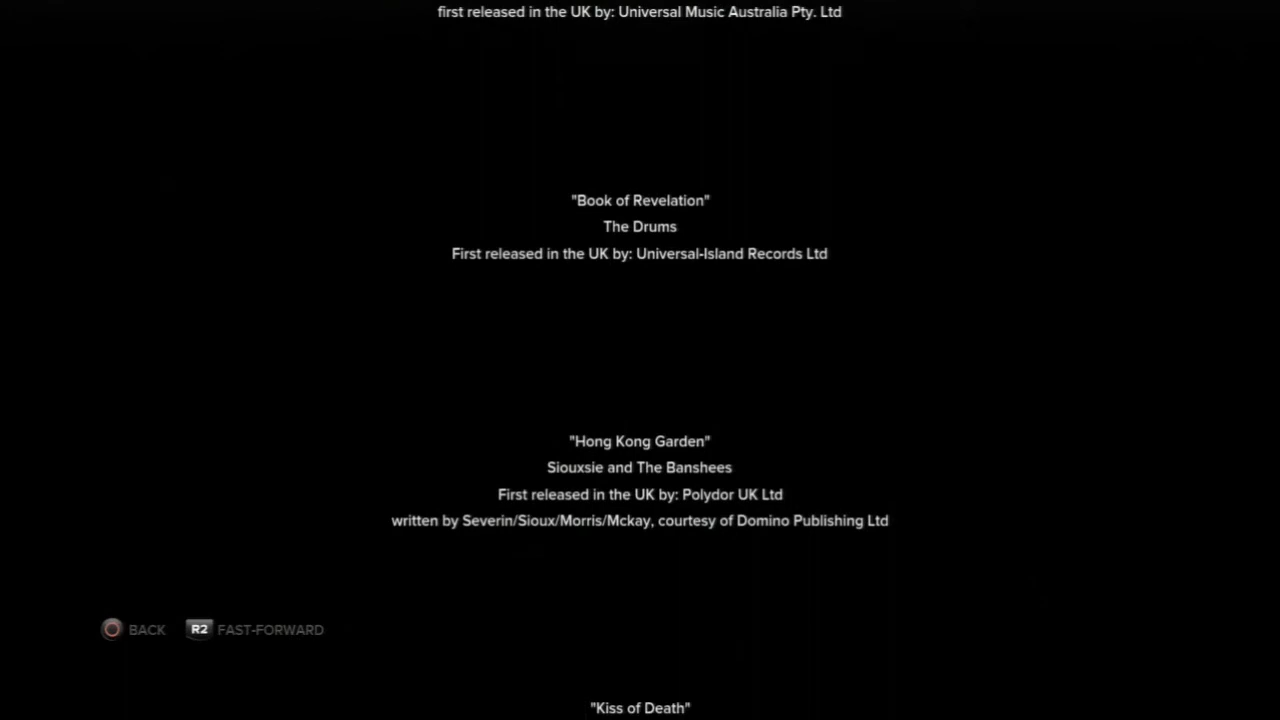 first released in the UK by: Universal Music Australia Pty. Ltd
"Book of Revelation"
The Drums
First released in the UK by: Universal-Island Records Ltd
"Hong Kong Garden"
Siouxsie and The Banshees
First released in the UK by: Polydor UK Ltd
written by Severin/Sioux/Morris/Mckay, courtesy of Domino Publishing Ltd
BACK R2 FAST-FORWARD
"Kiss of Death"